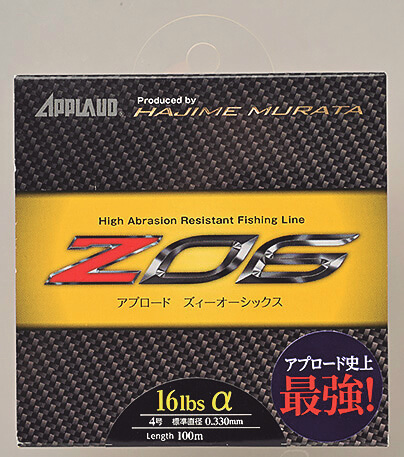 APPLAUD® Produced by HAJIME MURATA
High Abrasion Resistant Fishing Line
ZO6
アプロード ズィーオーシックス
アプロード史上
最強!
16lbs α
4号 標準直径 0.330mm
Length 100m